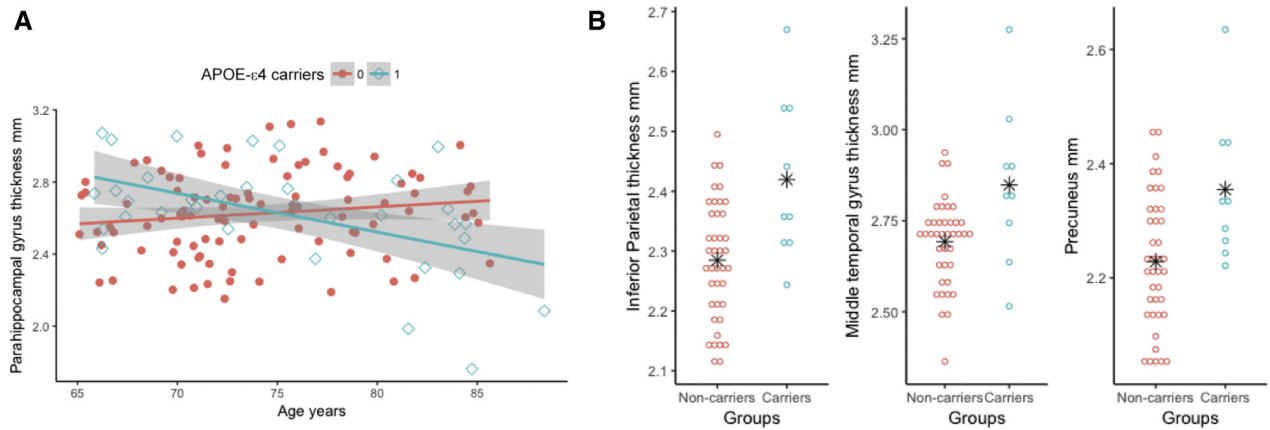 A
APOE-ε4 carriers 0 1
Parahippocampal gyrus thickness mm
3.2
2.8
2.4
2.0
65 70 75 80 85
Age years
B
Inferior Parietal thickness mm
2.7
2.6
2.5
2.4
2.3
2.2
2.1
Non-carriers Carriers
Groups
Middle temporal gyrus thickness mm
3.25
3.00
2.75
2.50
Non-carriers Carriers
Groups
Precuneus mm
2.6
2.4
2.2
Non-carriers Carriers
Groups